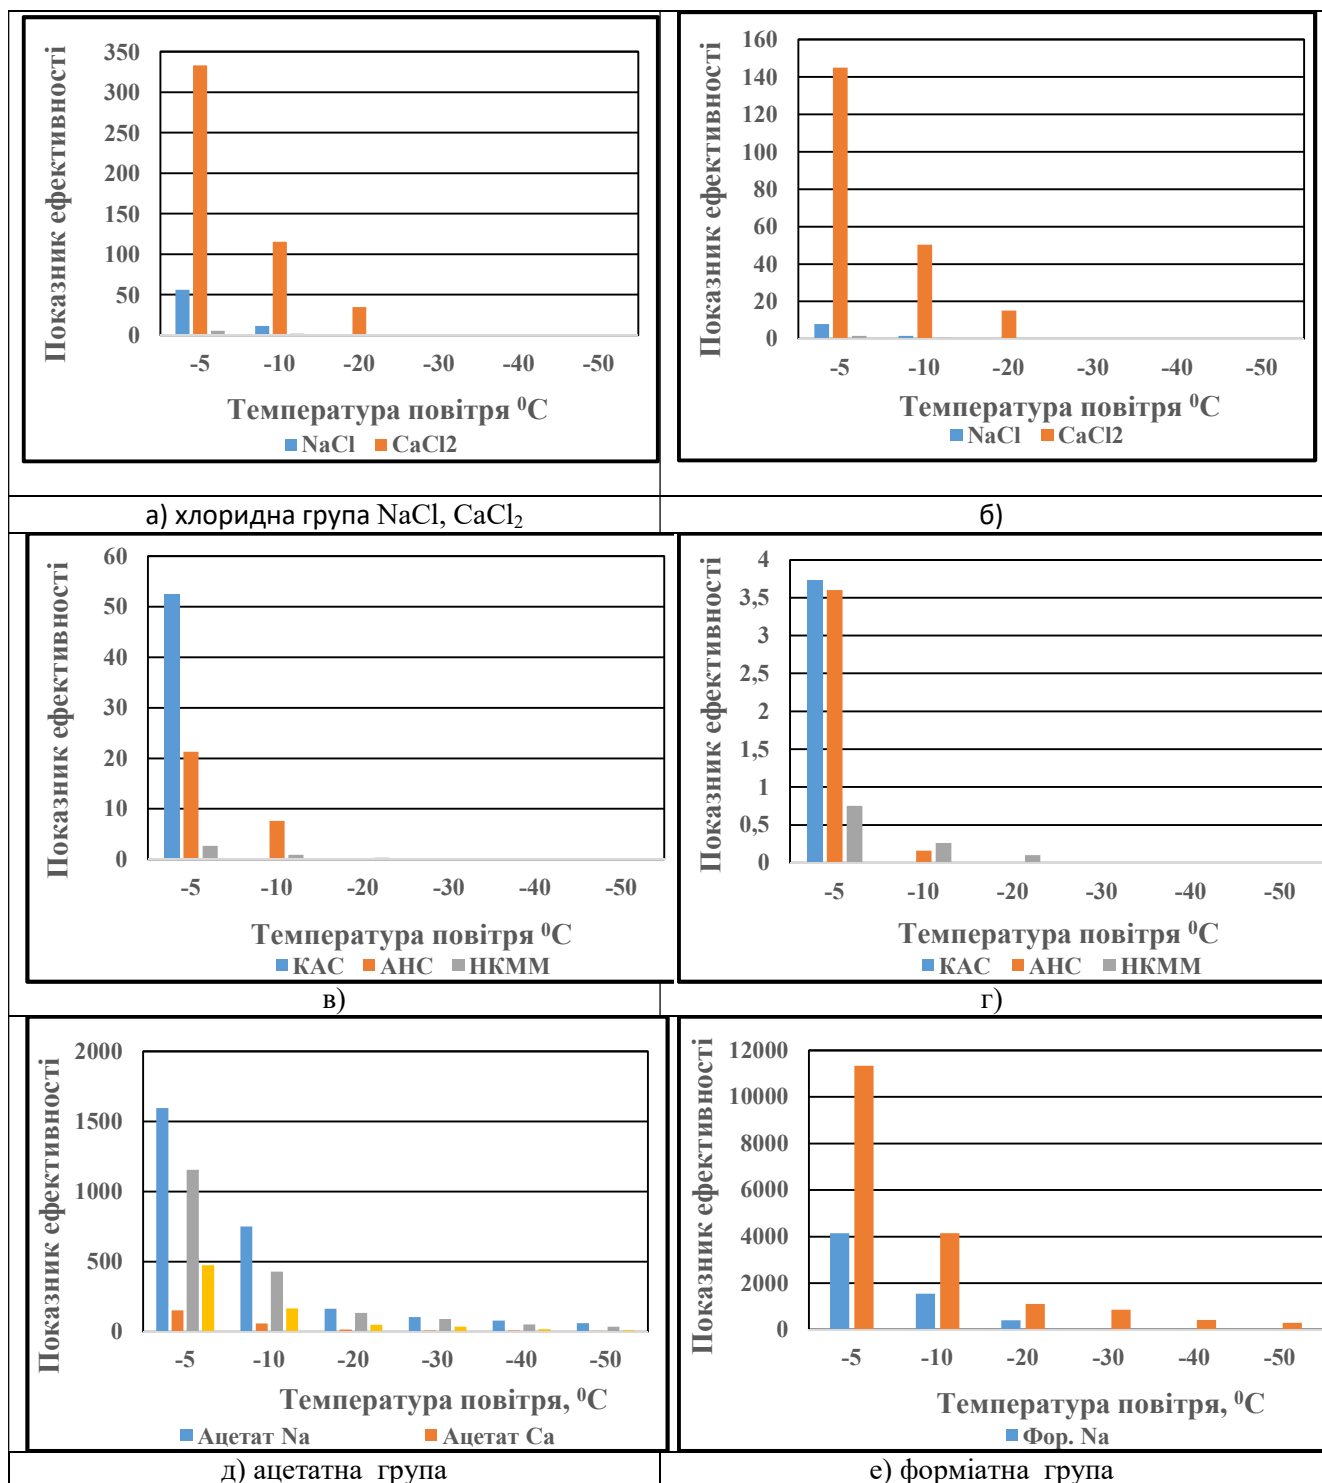 Показник ефективності
350
300
250
200
150
100
50
0
-5 -10 -20 -30 -40 -50
Температура повітря ⁰С
NaCl CaCl2
Показник ефективності
160
140
120
100
80
60
40
20
0
-5 -10 -20 -30 -40 -50
Температура повітря ⁰С
NaCl CaCl2
а) хлоридна група NaCl, CaCl₂
б)
Показник ефективності
60
50
40
30
20
10
0
-5 -10 -20 -30 -40 -50
Температура повітря ⁰С
КАС АНС НКММ
Показник ефективності
4
3,5
3
2,5
2
1,5
1
0,5
0
-5 -10 -20 -30 -40 -50
Температура повітря ⁰С
КАС АНС НКММ
в)
г)
Показник ефективності
2000
1500
1000
500
0
-5 -10 -20 -30 -40 -50
Температура повітря, ⁰С
Ацетат Na Ацетат Ca
Показник ефективності
12000
10000
8000
6000
4000
2000
0
-5 -10 -20 -30 -40 -50
Температура повітря, ⁰С
Фор. Na
д) ацетатна група
е) форміатна група